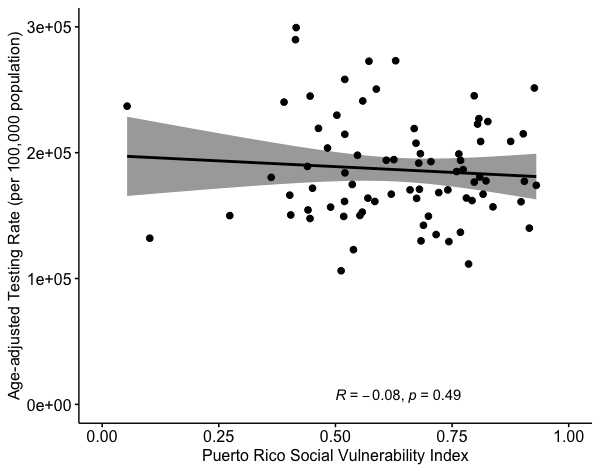 Age-adjusted Testing Rate (per 100,000 population)
3e+05
2e+05
1e+05
0e+00
R = −0.08, p = 0.49
0.00 0.25 0.50 0.75 1.00
Puerto Rico Social Vulnerability Index